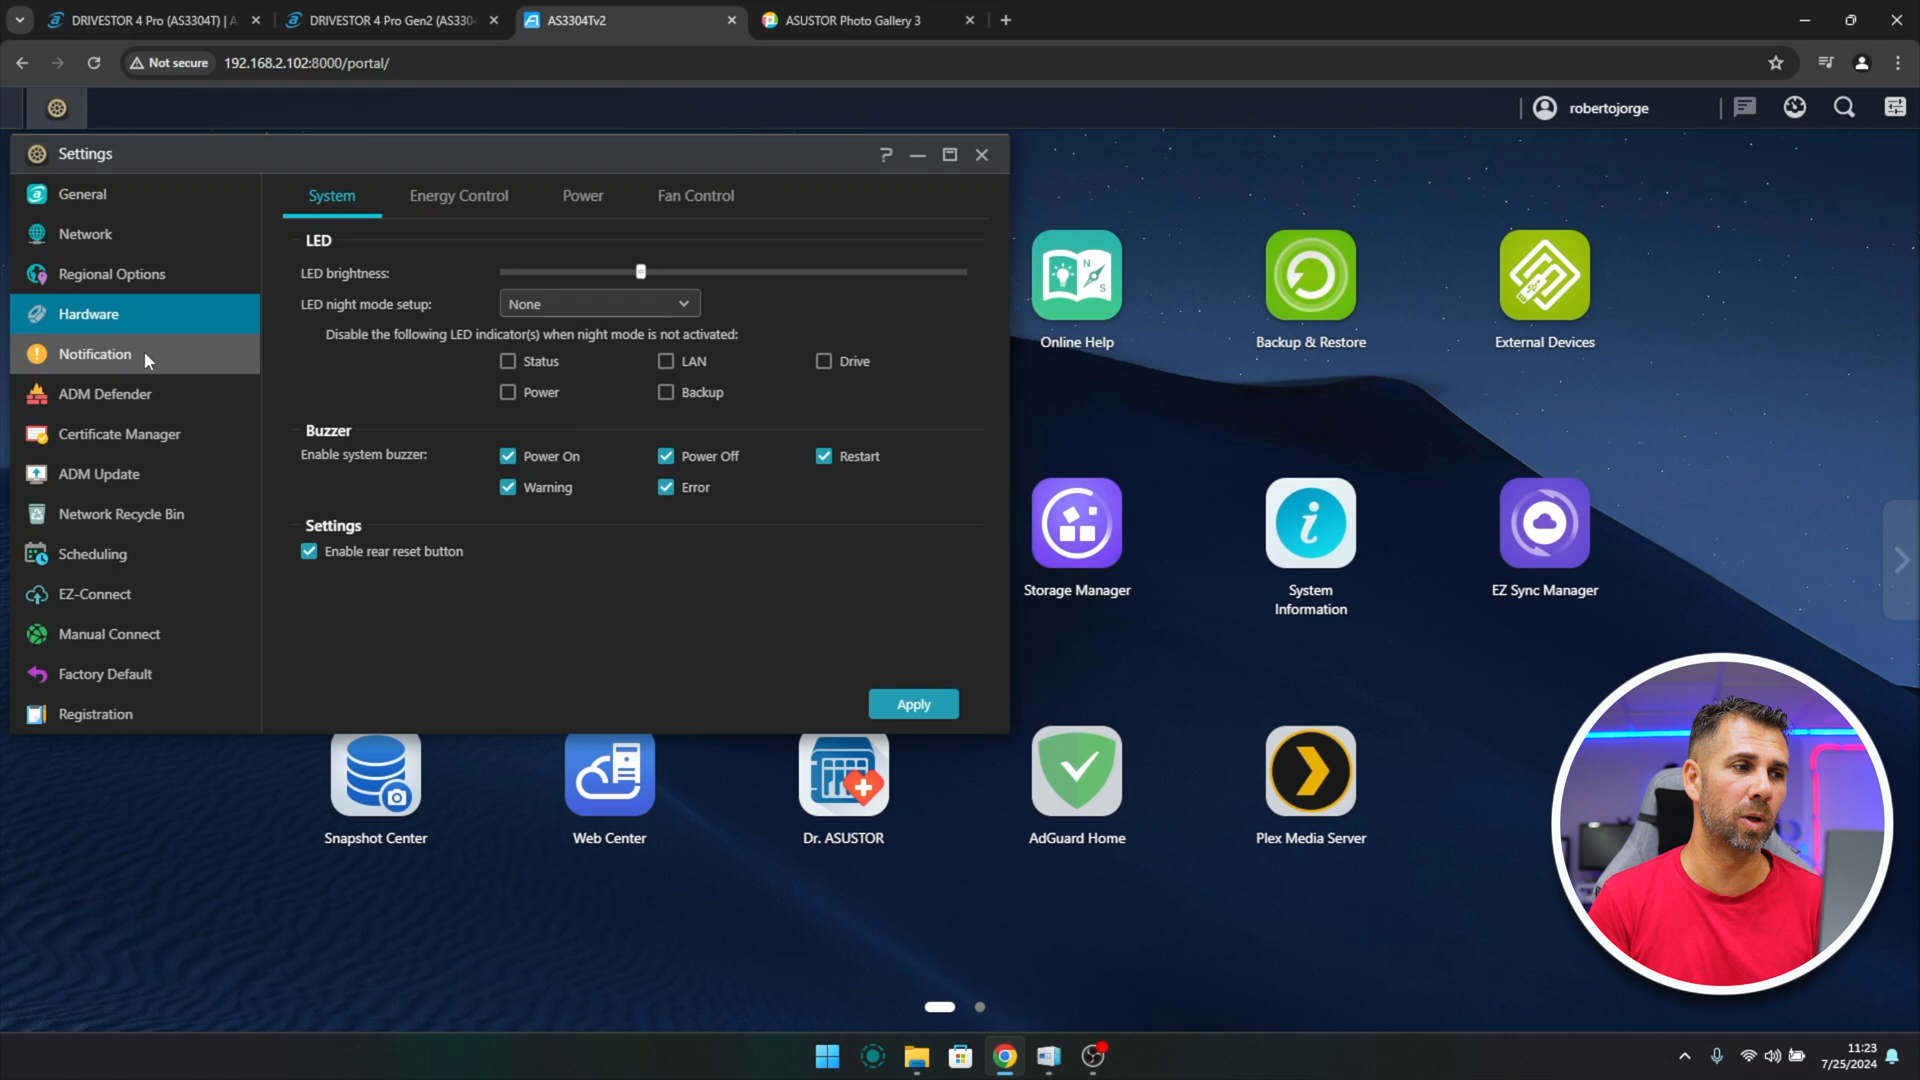 DRIVESTOR 4 Pro (AS3304T) | A
DRIVESTOR 4 Pro Gen2 (AS330
AS3304Tv2
ASUSTOR Photo Gallery 3
Not secure
192.168.2.102:8000/portal/
robertojorge
Settings
General
Network
Regional Options
Hardware
Notification
ADM Defender
Certificate Manager
ADM Update
Network Recycle Bin
Scheduling
EZ-Connect
Manual Connect
Factory Default
Registration
System
Energy Control
Power
Fan Control
LED
LED brightness:
LED night mode setup:
None
Disable the following LED indicator(s) when night mode is not activated:
Status
LAN
Drive
Power
Backup
Buzzer
Enable system buzzer:
Power On
Power Off
Restart
Warning
Error
Settings
Enable rear reset button
Apply
N
S
Online Help
Backup & Restore
External Devices
Storage Manager
System
Information
EZ Sync Manager
Snapshot Center
Web Center
Dr. ASUSTOR
AdGuard Home
Plex Media Server
11:23
7/25/2024